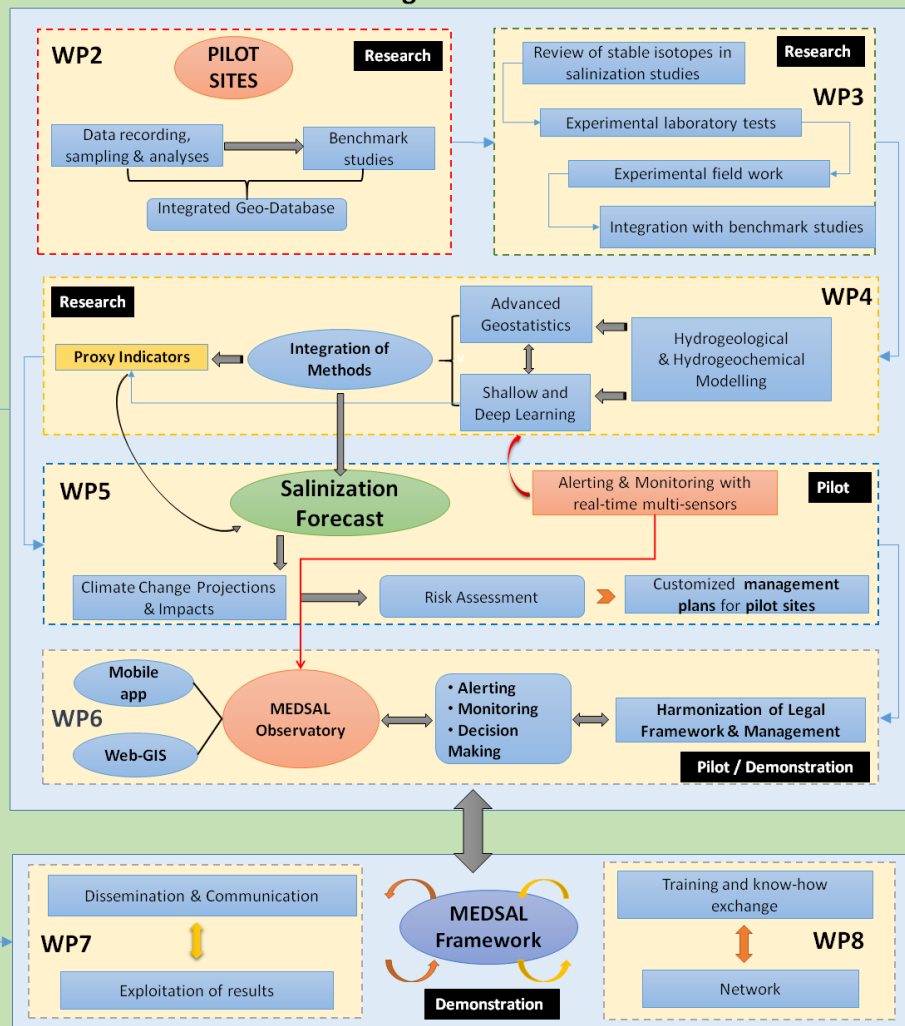 WP2
PILOT
SITES
Research
Data recording,
sampling & analyses
Benchmark
studies
Integrated Geo-Database
Review of stable isotopes in
salinization studies
Research
WP3
Experimental laboratory tests
Experimental field work
Integration with benchmark studies
Research
WP4
Advanced
Geostatistics
Proxy Indicators
Integration of
Methods
Hydrogeological
& Hydrogeochemical
Modelling
Shallow and
Deep Learning
WP5
Salinization
Forecast
Alerting & Monitoring with
real-time multi-sensors
Pilot
Climate Change Projections
& Impacts
Risk Assessment
Customized management
plans for pilot sites
Mobile
app
WP6
Web-GIS
MEDSAL
Observatory
• Alerting
• Monitoring
• Decision
Making
Harmonization of Legal
Framework & Management
Pilot / Demonstration
Dissemination & Communication
WP7
Exploitation of results
MEDSAL
Framework
Demonstration
Training and know-how
exchange
WP8
Network